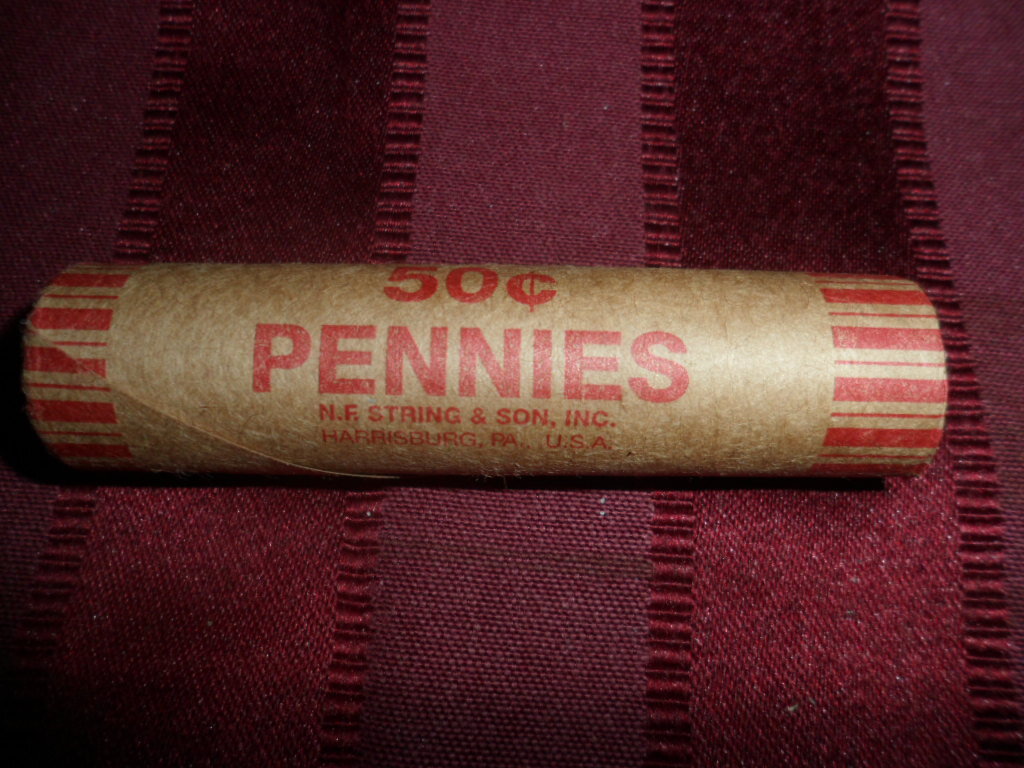 50¢
PENNIES
N.F. STRING & SON, INC.
HARRISBURG, PA., U.S.A.